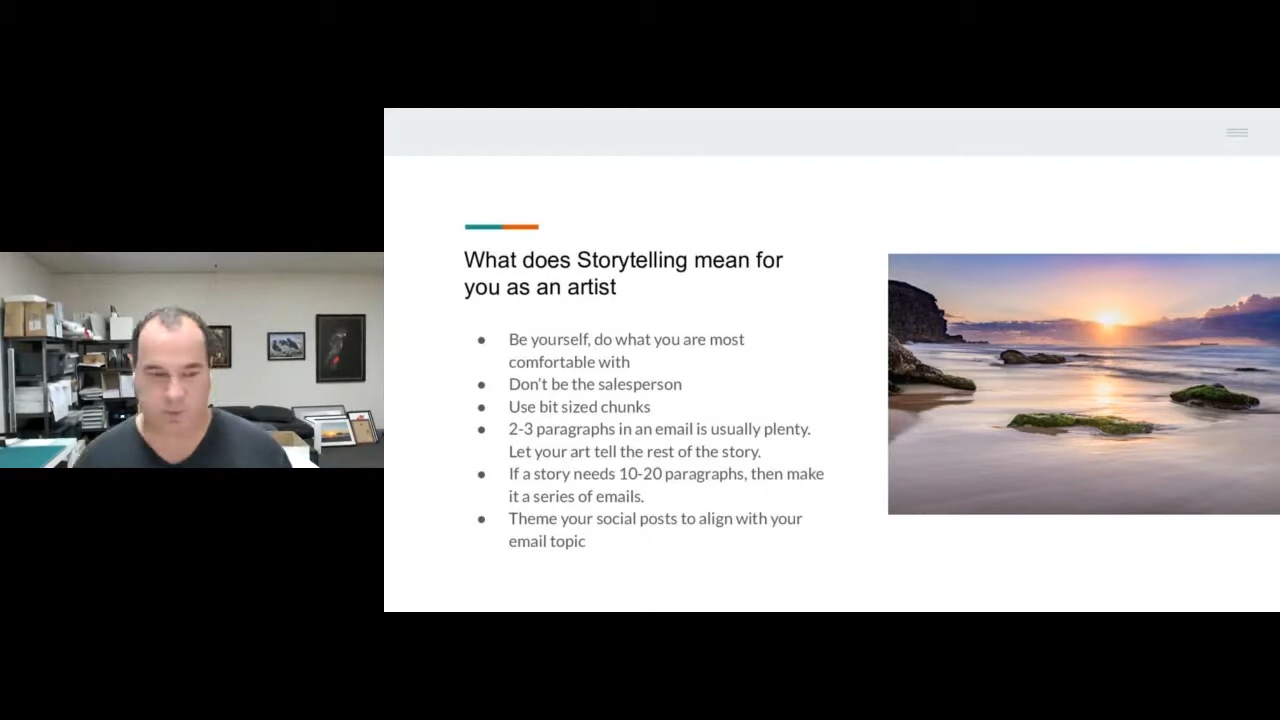 What does Storytelling mean for
you as an artist
● Be yourself, do what you are most
comfortable with
● Don't be the salesperson
● Use bit sized chunks
● 2-3 paragraphs in an email is usually plenty.
Let your art tell the rest of the story.
● If a story needs 10-20 paragraphs, then make
it a series of emails.
● Theme your social posts to align with your
email topic